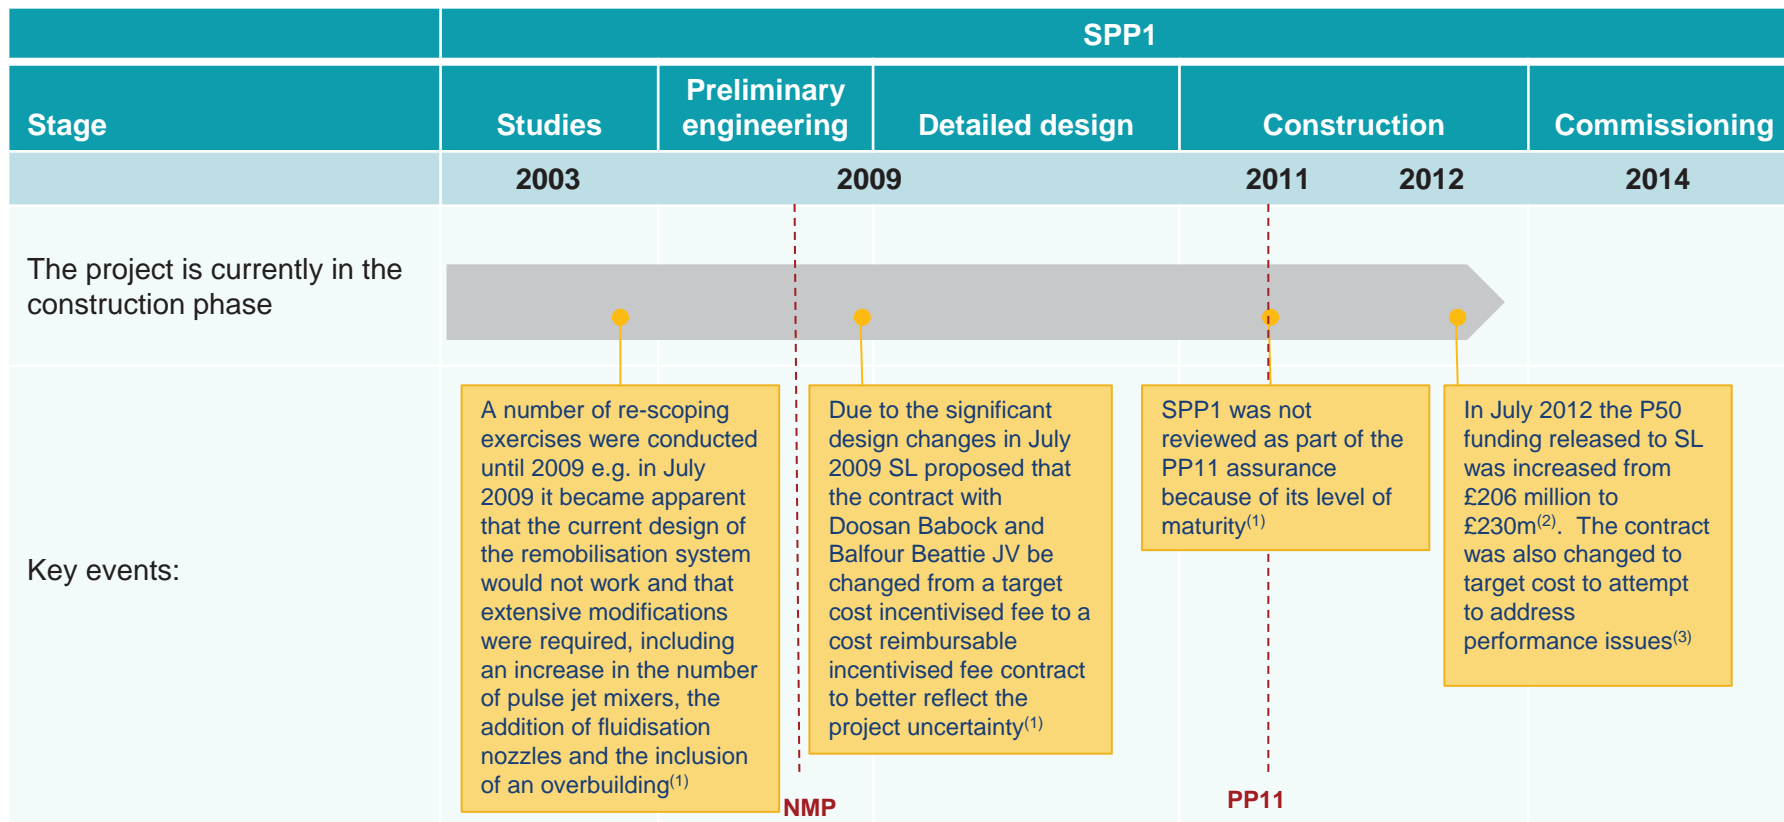 SPP1
Stage
Studies
Preliminary
engineering
Detailed design
Construction
Commissioning
2003
2009
2011
2012
2014
The project is currently in the
construction phase
Key events:
A number of re-scoping
exercises were conducted
until 2009 e.g. in July
2009 it became apparent
that the current design of
the remobilisation system
would not work and that
extensive modifications
were required, including
an increase in the number
of pulse jet mixers, the
addition of fluidisation
nozzles and the inclusion
of an overbuilding(1)
Due to the significant
design changes in July
2009 SL proposed that
the contract with
Doosan Babock and
Balfour Beattie JV be
changed from a target
cost incentivised fee to a
cost reimbursable
incentivised fee contract
to better reflect the
project uncertainty(1)
SPP1 was not
reviewed as part of the
PP11 assurance
because of its level of
maturity(1)
In July 2012 the P50
funding released to SL
was increased from
£206 million to
£230m(2).  The contract
was also changed to
target cost to attempt
to address
performance issues(3)
NMP
PP11